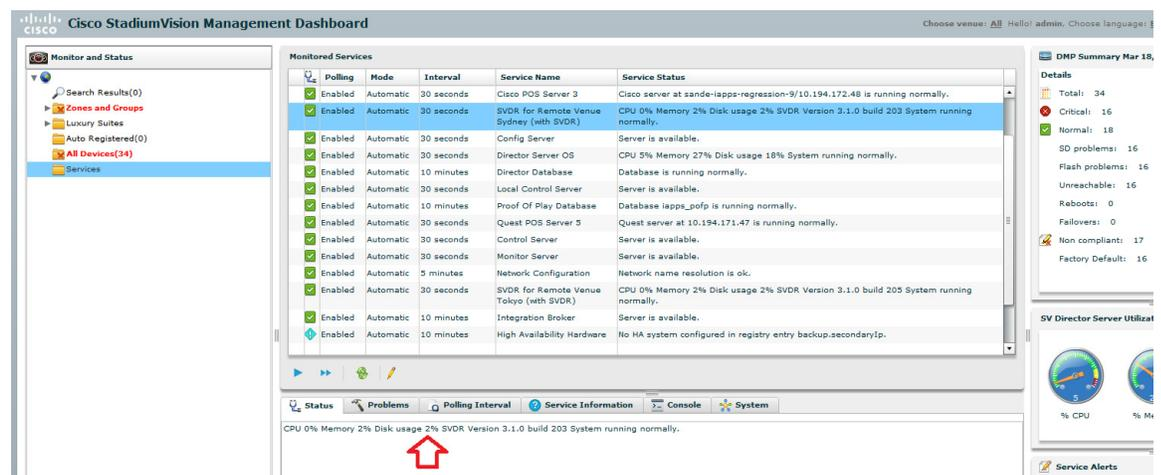 CISCO
Cisco StadiumVision Management Dashboard
Choose venue: All Hello! admin, Choose language:
Monitor and Status
Search Results(0)
Zones and Groups
Luxury Suites
Auto Registered(0)
All Devices(34)
Services
Monitored Services
Polling Mode Interval Service Name Service Status
Enabled Automatic 30 seconds Cisco POS Server 3 Cisco server at sande-iapps-regression-9/10.194.172.48 is running normally.
Enabled Automatic 30 seconds SVDR for Remote Venue CPU 0% Memory 2% Disk usage 2% SVDR Version 3.1.0 build 203 System running
Sydney (with SVDR) normally.
Enabled Automatic 30 seconds Config Server Server is available.
Enabled Automatic 30 seconds Director Server OS CPU 5% Memory 27% Disk usage 18% System running normally.
Enabled Automatic 10 minutes Director Database Database is running normally.
Enabled Automatic 30 seconds Local Control Server Server is available.
Enabled Automatic 10 minutes Proof Of Play Database Database iapps_pofp is running normally.
Enabled Automatic 30 seconds Quest POS Server 5 Quest server at 10.194.171.47 is running normally.
Enabled Automatic 30 seconds Control Server Server is available.
Enabled Automatic 30 seconds Monitor Server Server is available.
Enabled Automatic 5 minutes Network Configuration Network name resolution is ok.
Enabled Automatic 30 seconds SVDR for Remote Venue CPU 0% Memory 2% Disk usage 2% SVDR Version 3.1.0 build 205 System running
Tokyo (with SVDR) normally.
Enabled Automatic 10 minutes Integration Broker Server is available.
Enabled Automatic 10 minutes High Availability Hardware No HA system configured in registry entry backup.secondaryIp.
Status Problems Polling Interval Service Information Console System
CPU 0% Memory 2% Disk usage 2% SVDR Version 3.1.0 build 203 System running normally.
DMP Summary Mar 18,
Details
Total: 34
Critical: 16
Normal: 18
SD problems: 16
Flash problems: 16
Unreachable: 16
Reboots: 0
Failovers: 0
Non compliant: 17
Factory Default: 16
SV Director Server Utilizat
5
% CPU % Me
Service Alerts